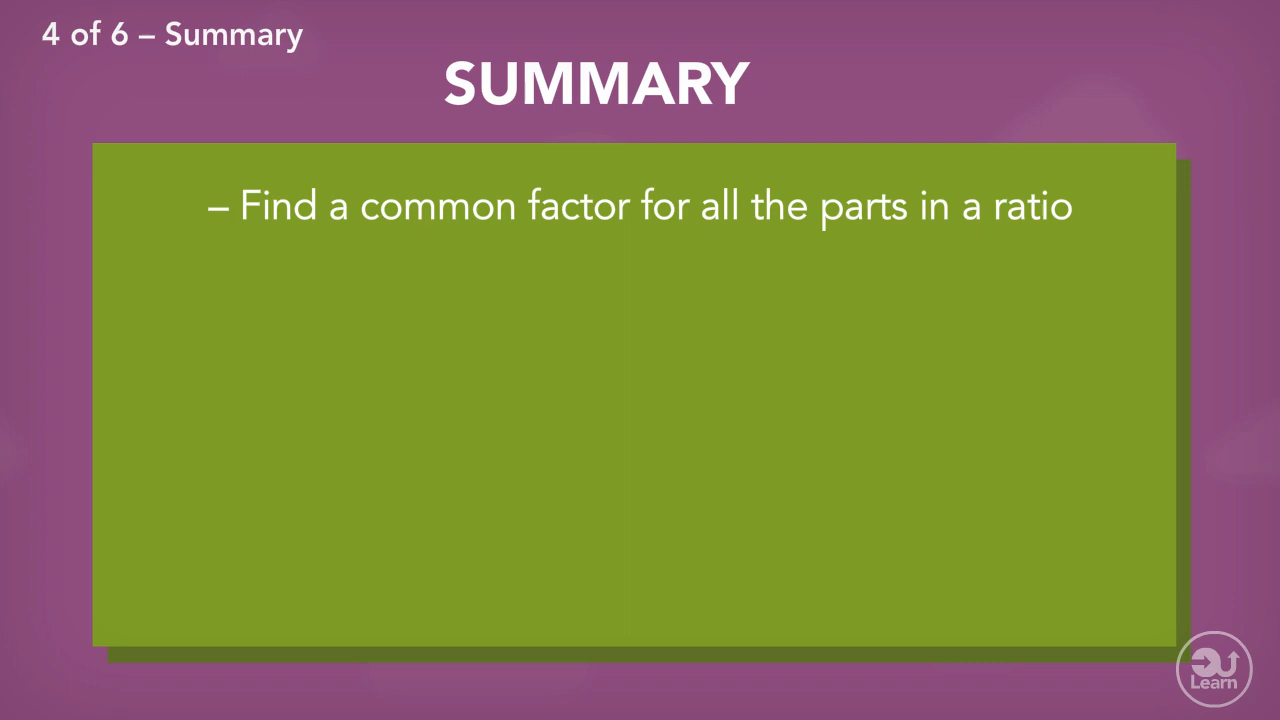 4 of 6 – Summary
SUMMARY
– Find a common factor for all the parts in a ratio
Learn